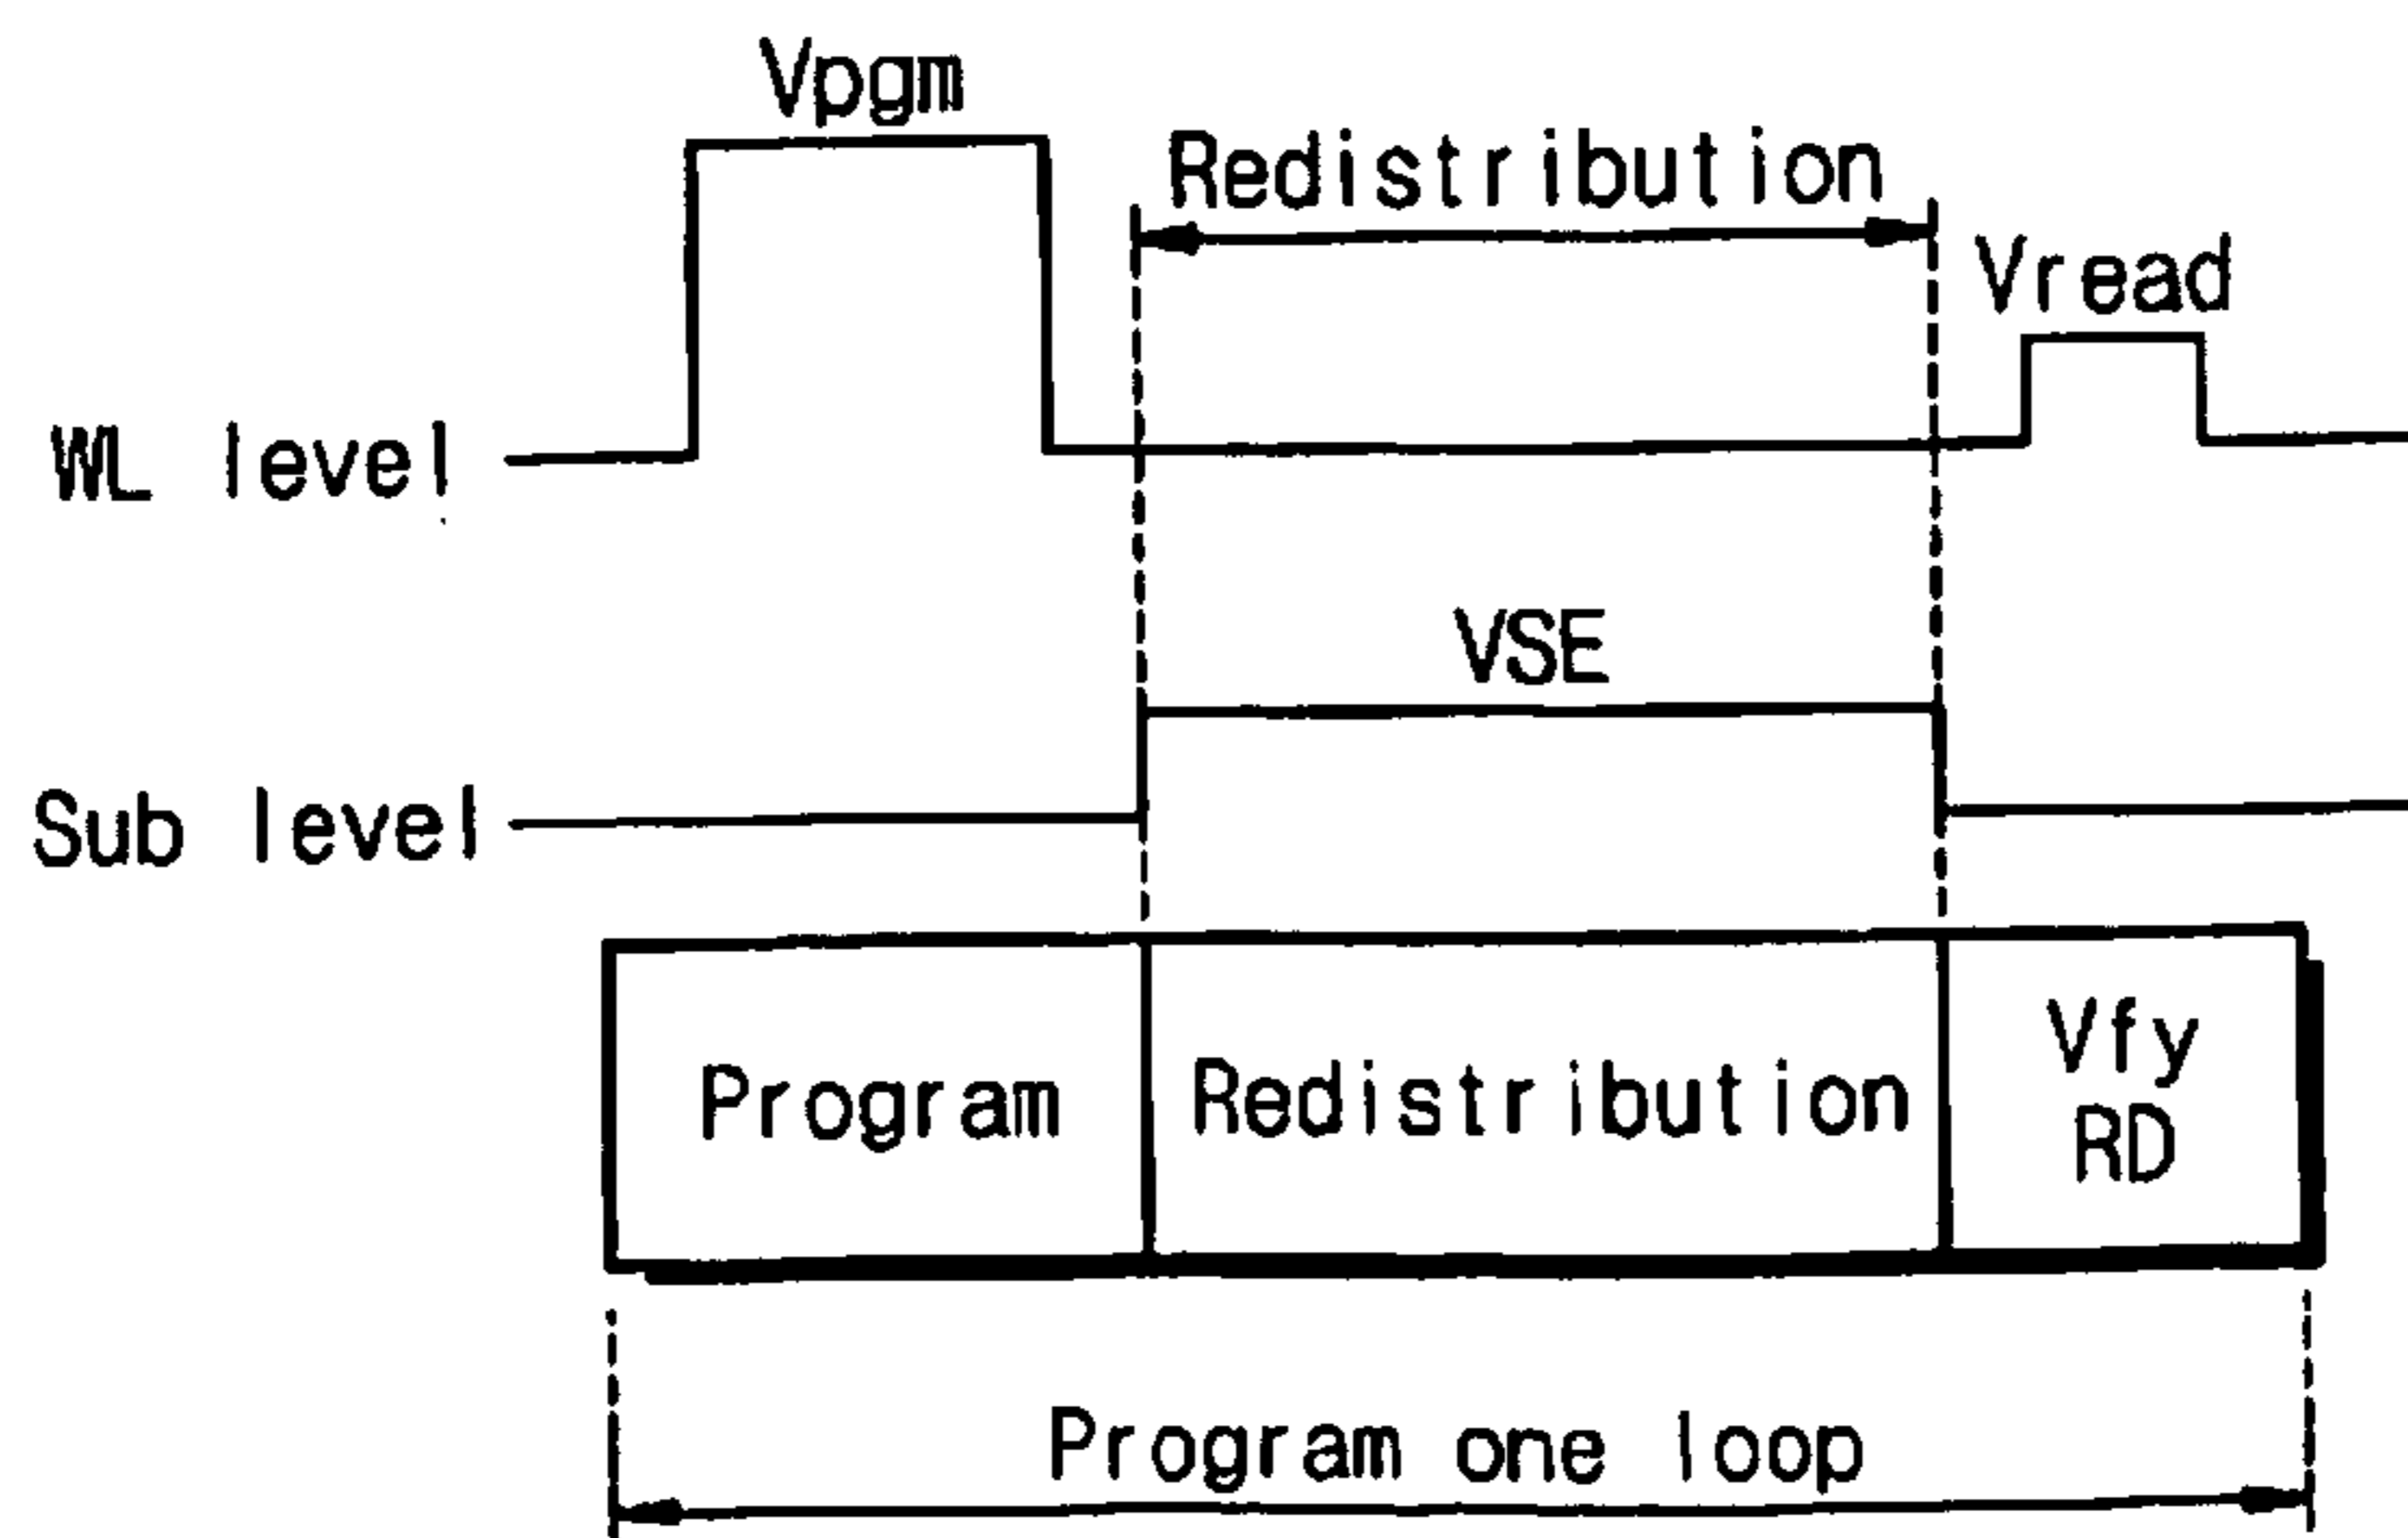 Vpgm
Redistribution
Vread
WL level
VSE
Sub level
Program
Redistribution
Vfy
RD
Program one loop